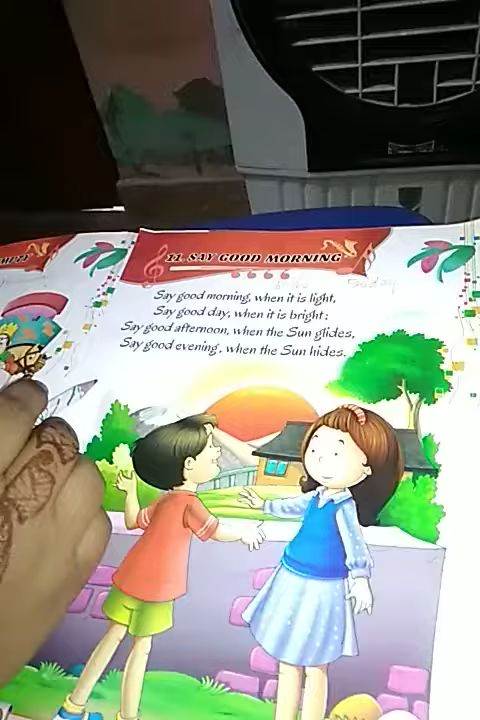 11. SAY GOOD MORNING
Say good morning, when it is light,
Say good day, when it is bright;
Say good afternoon, when the Sun glides,
Say good evening, when the Sun hides.